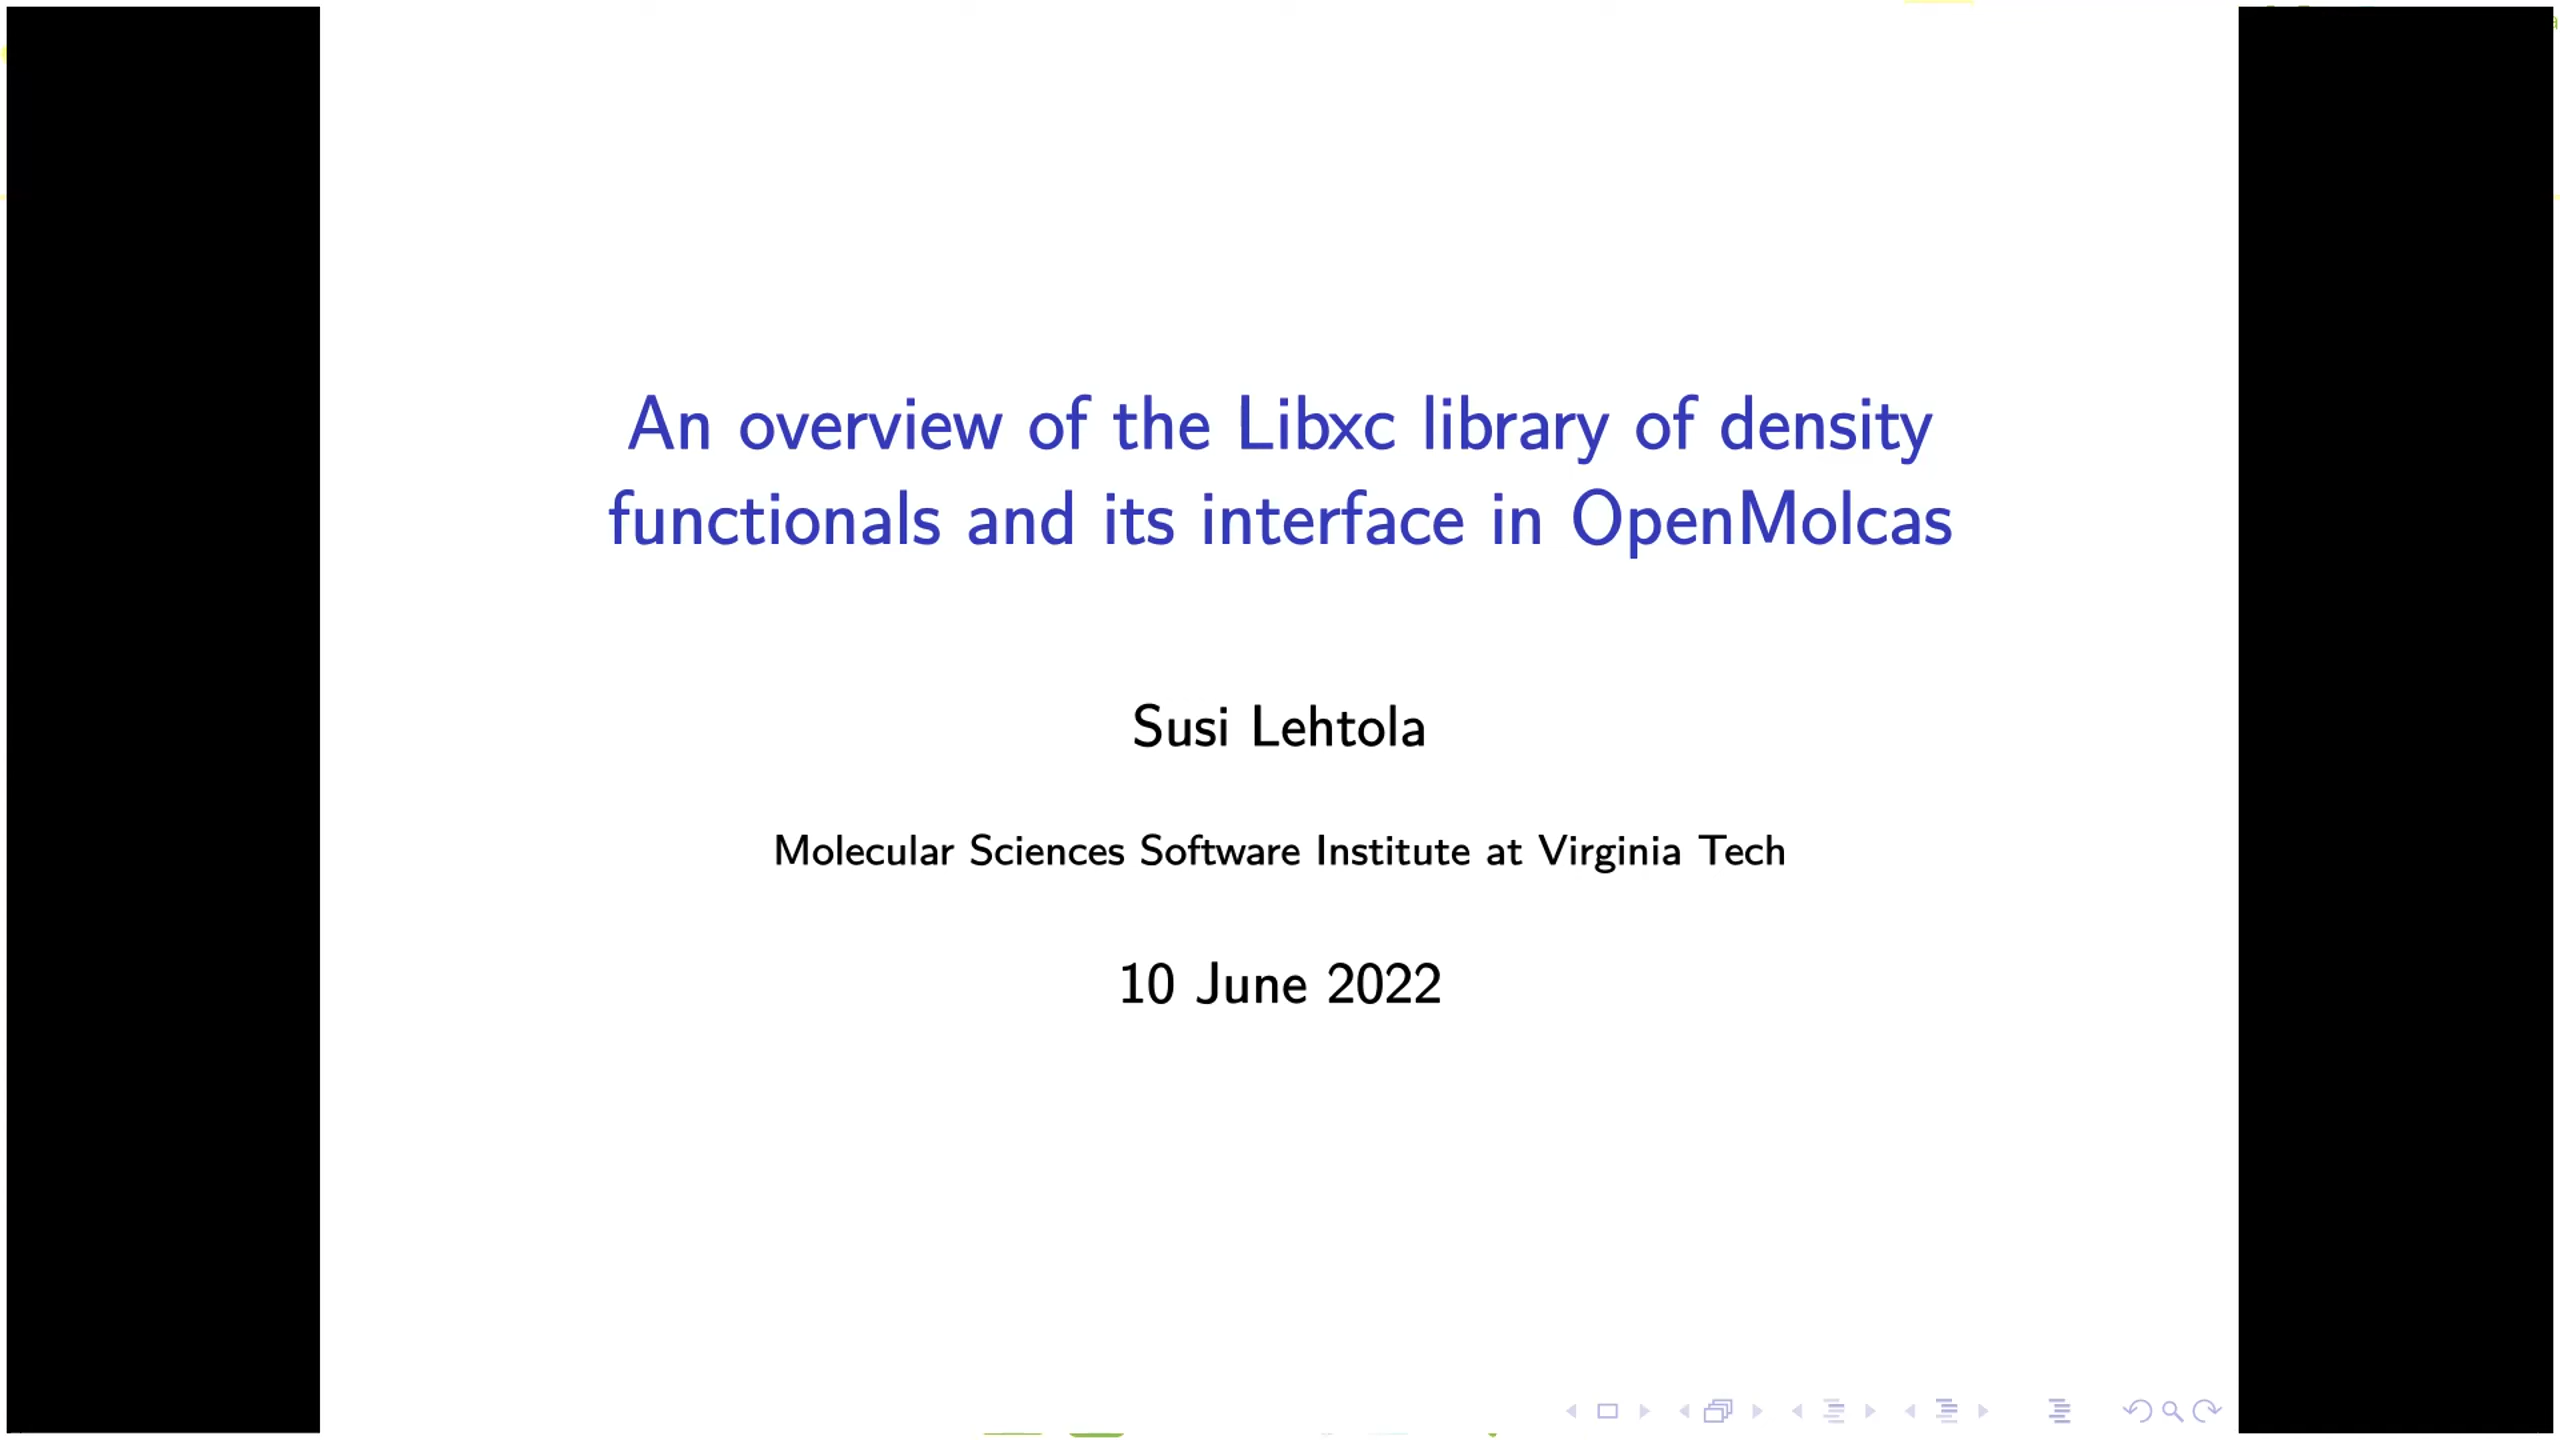 An overview of the Libxc library of density
functionals and its interface in OpenMolcas
Susi Lehtola
Molecular Sciences Software Institute at Virginia Tech
10 June 2022